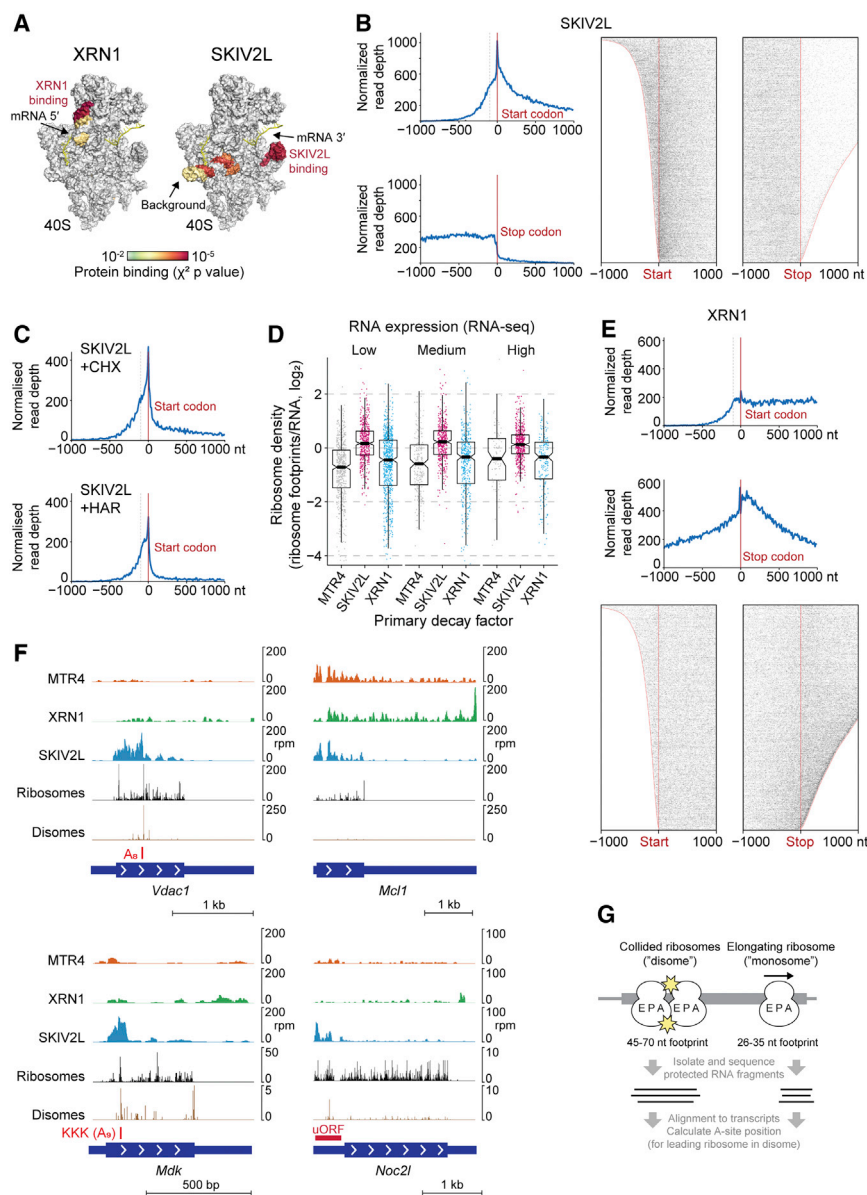 A
XRN1
SKIV2L
XRN1
binding
mRNA 5′
mRNA 3′
SKIV2L
binding
Background
40S
40S
10-2
10-5
Protein binding (χ² p value)
B
SKIV2L
Normalized
read depth
1000
800
600
400
200
Start codon
−1000
−500
0
500
1000
Normalized
read depth
1000
800
600
400
200
0
Stop codon
−1000
−500
0
500
1000
−1000
Start
1000
−1000
Stop
1000 nt
C
SKIV2L
+CHX
Normalised
read depth
400
200
0
Start codon
−1000
−500
0
500
1000
nt
SKIV2L
+HAR
Normalised
read depth
400
200
0
Start codon
−1000
−500
0
500
1000
nt
D
RNA expression (RNA-seq)
Low
Medium
High
Ribosome density
(ribosome footprints/RNA, log₂)
2
0
−2
−4
MTR4
SKIV2L
XRN1
MTR4
SKIV2L
XRN1
MTR4
SKIV2L
XRN1
Primary decay factor
E
XRN1
Normalized
read depth
600
400
200
0
Start codon
−1000
−500
0
500
1000
nt
Normalized
read depth
600
400
200
0
Stop codon
−1000
−500
0
500
1000
−1000
Start
1000
−1000
Stop
1000 nt
F
MTR4
XRN1
SKIV2L
Ribosomes
Disomes
200
0
200
0
200
rpm
0
200
0
250
0
A₈
Vdac1
1 kb
200
0
200
0
200
rpm
0
200
0
250
0
Mcl1
1 kb
MTR4
XRN1
SKIV2L
Ribosomes
Disomes
200
0
200
0
200
rpm
0
50
0
5
0
KKK (A₉)
Mdk
500 bp
100
0
100
0
100
rpm
0
10
0
10
0
uORF
Noc2l
1 kb
G
Collided ribosomes
("disome")
Elongating ribosome
("monosome")
E P A
E P A
E P A
45-70 nt footprint
26-35 nt footprint
Isolate and sequence
protected RNA fragments
Alignment to transcripts
Calculate A-site position
(for leading ribosome in disome)